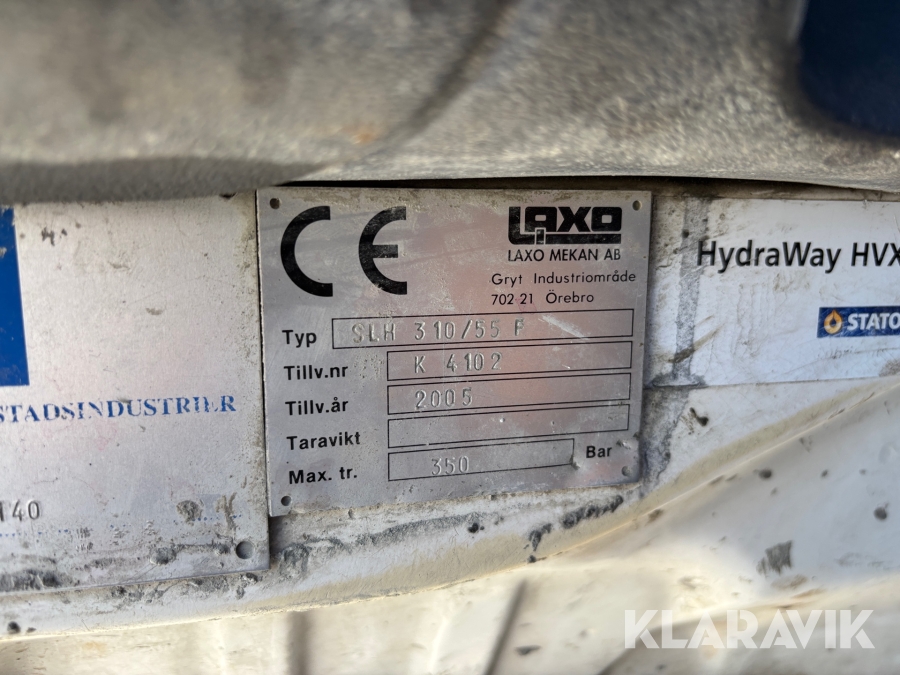 CE
LAXO
LAXO MEKAN AB
Gryt Industriområde
702 21 Örebro
Typ SLH 310/55 F
Tillv.nr K 4102
Tillv.år 2005
Taravikt
Max. tr. 350 Bar
STADSINDUSTRIER
140
HydraWay HVX
STATO
KLARAVIK